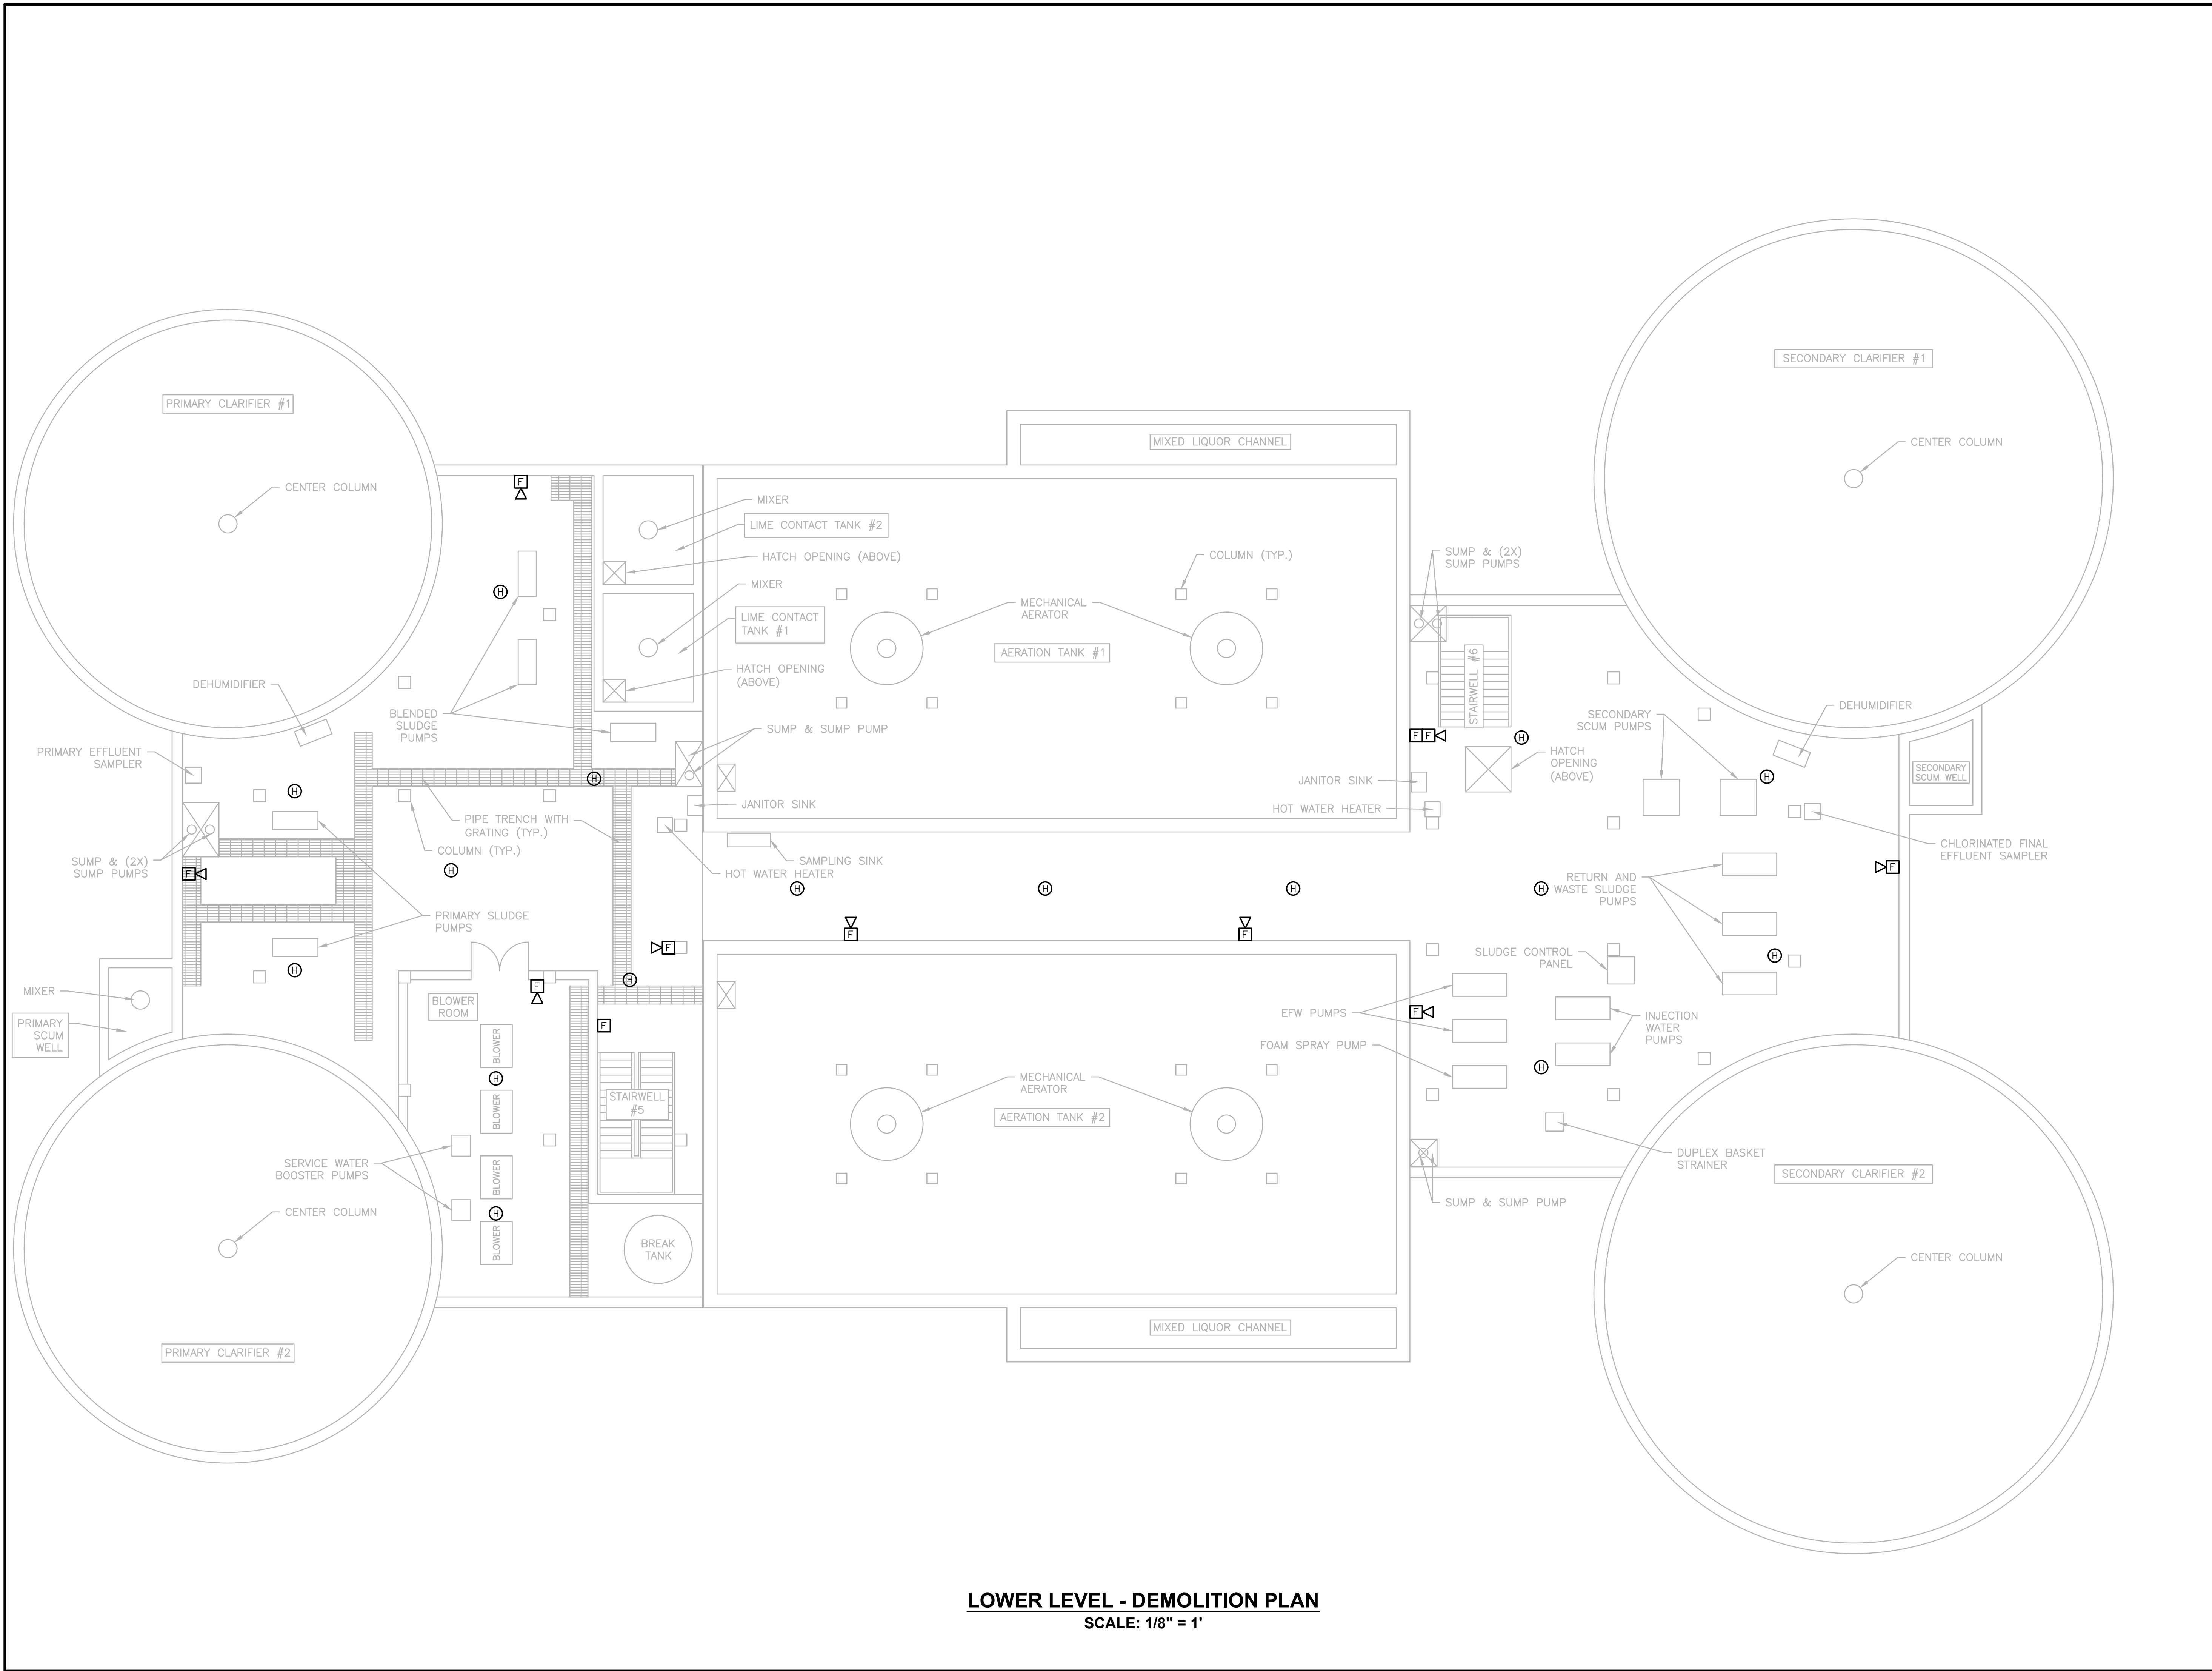 SECONDARY CLARIFIER #1
PRIMARY CLARIFIER #1
MIXED LIQUOR CHANNEL
CENTER COLUMN
CENTER COLUMN
F
MIXER
LIME CONTACT TANK #2
HATCH OPENING (ABOVE)
COLUMN (TYP.)
SUMP & (2X)
SUMP PUMPS
H
MIXER
LIME CONTACT
TANK #1
MECHANICAL
AERATOR
AERATION TANK #1
STAIRWELL #6
HATCH OPENING
(ABOVE)
DEHUMIDIFIER
BLENDED
SLUDGE
PUMPS
SUMP & SUMP PUMP
SECONDARY
SCUM PUMPS
DEHUMIDIFIER
F
F
H
PRIMARY EFFLUENT
SAMPLER
HATCH
OPENING
(ABOVE)
SECONDARY
SCUM WELL
H
H
H
JANITOR SINK
JANITOR SINK
HOT WATER HEATER
PIPE TRENCH WITH
GRATING (TYP.)
COLUMN (TYP.)
SUMP & (2X)
SUMP PUMPS
SAMPLING SINK
HOT WATER HEATER
CHLORINATED FINAL
EFFLUENT SAMPLER
F
H
F
RETURN AND
WASTE SLUDGE
PUMPS
H
H
H
H
PRIMARY SLUDGE
PUMPS
F
F
F
SLUDGE CONTROL
PANEL
H
H
H
F
MIXER
BLOWER
ROOM
PRIMARY
SCUM
WELL
F
F
EFW PUMPS
INJECTION
WATER
PUMPS
BLOWER
FOAM SPRAY PUMP
H
H
MECHANICAL
AERATOR
STAIRWELL
#5
BLOWER
AERATION TANK #2
SERVICE WATER
BOOSTER PUMPS
BLOWER
DUPLEX BASKET
STRAINER
SECONDARY CLARIFIER #2
SUMP & SUMP PUMP
CENTER COLUMN
H
BLOWER
BREAK
TANK
CENTER COLUMN
MIXED LIQUOR CHANNEL
PRIMARY CLARIFIER #2
LOWER LEVEL - DEMOLITION PLAN
SCALE: 1/8" = 1'